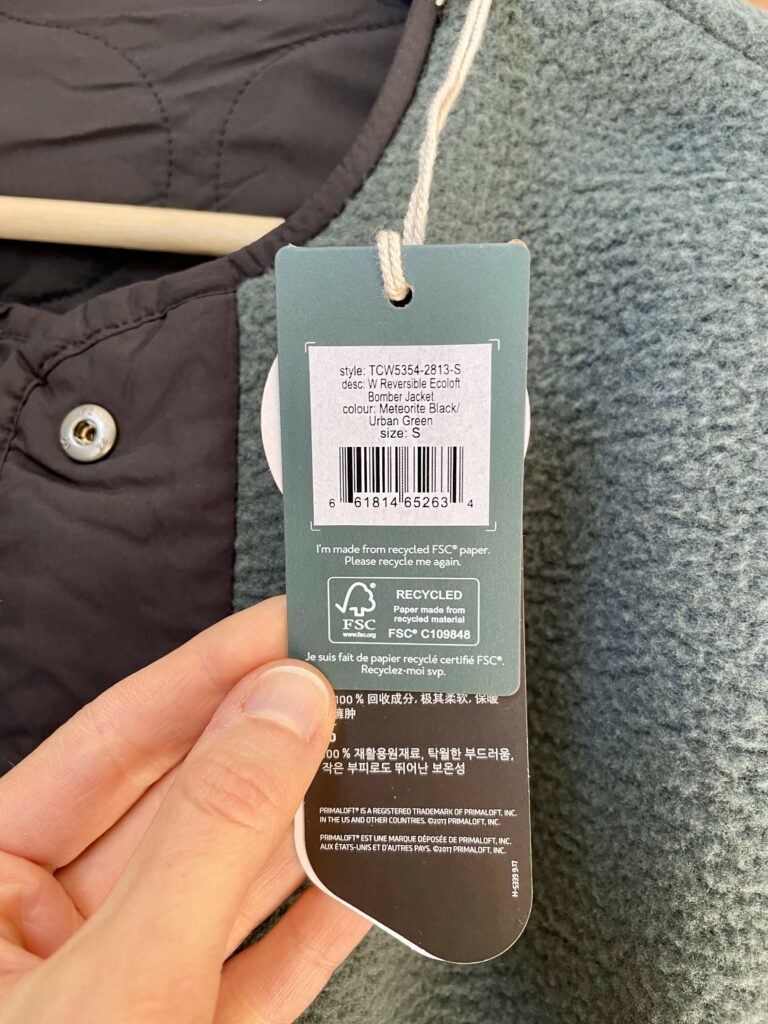 style: TCW5354-2813-S
desc: W Reversible Ecoloft
Bomber Jacket
colour: Meteorite Black/
Urban Green
size: S
6 61814 65263 4
I'm made from recycled FSC® paper.
Please recycle me again.
FSC®
www.fsc.org
RECYCLED
Paper made from
recycled material
FSC® C109848
Je suis fait de papier recyclé certifié FSC®.
Recyclez-moi svp.
100 % 回收成分, 极其柔软, 保暖
臃肿
00 % 재활용원재료, 탁월한 부드러움,
작은 부피로도 뛰어난 보온성
PRIMALOFT® IS A REGISTERED TRADEMARK OF PRIMALOFT, INC.
IN THE US AND OTHER COUNTRIES. ©2017 PRIMALOFT, INC.
PRIMALOFT® EST UNE MARQUE DÉPOSÉE DE PRIMALOFT, INC.
AUX ÉTATS-UNIS ET D'AUTRES PAYS. ©2017 PRIMALOFT, INC.
H-5339 9.17